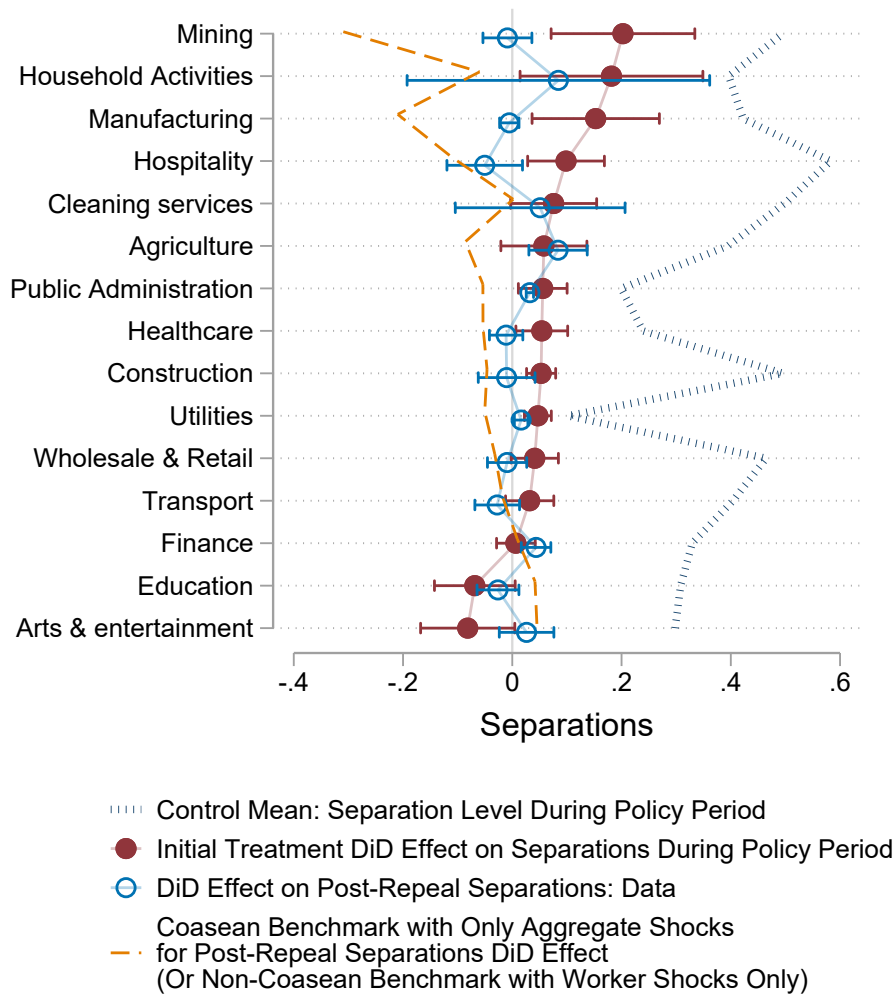 Mining
Household Activities
Manufacturing
Hospitality
Cleaning services
Agriculture
Public Administration
Healthcare
Construction
Utilities
Wholesale & Retail
Transport
Finance
Education
Arts & entertainment
-.4 -.2 0 .2 .4 .6
Separations
Control Mean: Separation Level During Policy Period
Initial Treatment DiD Effect on Separations During Policy Period
DiD Effect on Post-Repeal Separations: Data
Coasean Benchmark with Only Aggregate Shocks
for Post-Repeal Separations DiD Effect
(Or Non-Coasean Benchmark with Worker Shocks Only)